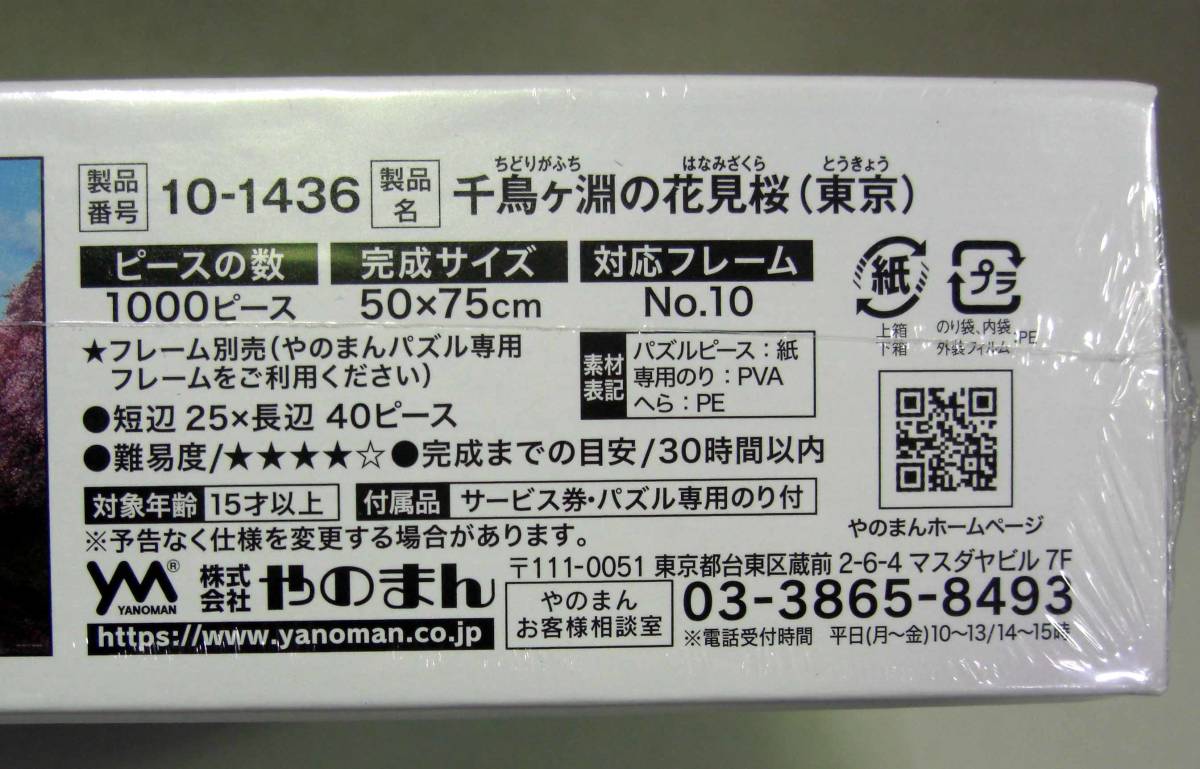 製品番号 10-1436 製品名 千鳥ヶ淵の花見桜(東京)
ちどりがふち はなみざくら とうきょう
ピースの数 完成サイズ 対応フレーム
1000ピース 50×75cm No.10
紙 プラ
上箱 下箱
のり袋、内袋 外装フィルム :PE
★フレーム別売(やのまんパズル専用
フレームをご利用ください)
素材表記
パズルピース:紙
専用のり:PVA
へら:PE
●短辺 25×長辺 40ピース
●難易度/★★★★☆ ●完成までの目安/30時間以内
対象年齢 15才以上 付属品 サービス券・パズル専用のり付
※予告なく仕様を変更する場合があります。
やのまんホームページ
YM® YANOMAN 株式会社 やのまん
https://www.yanoman.co.jp
〒111-0051 東京都台東区蔵前 2-6-4 マスダヤビル 7F
やのまん お客様相談室
03-3865-8493
※電話受付時間 平日(月〜金)10〜13/14〜15時